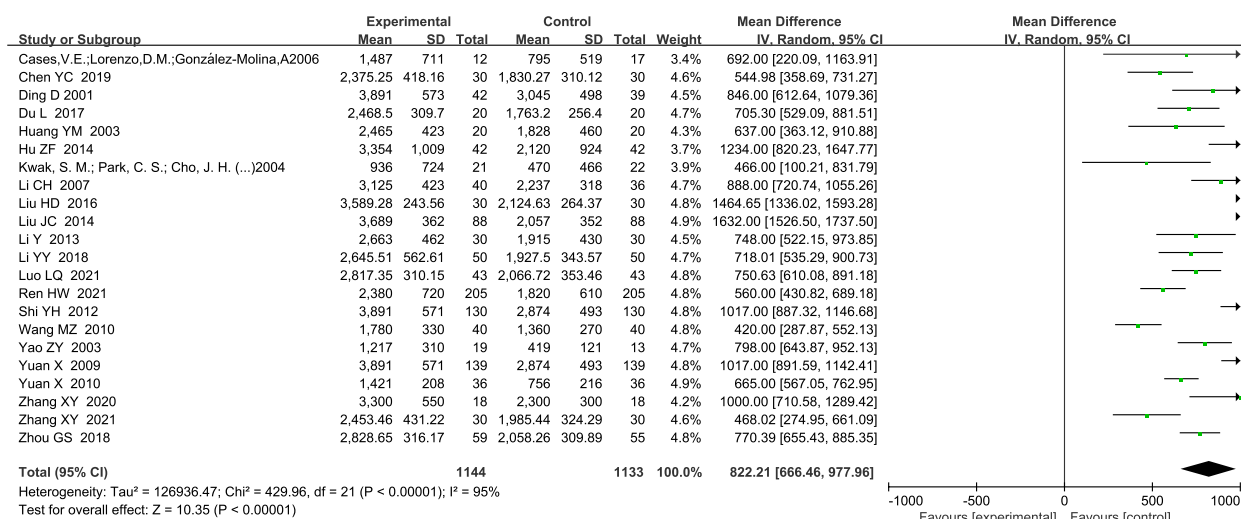 Experimental Control Mean Difference Mean Difference
Study or Subgroup Mean SD Total Mean SD Total Weight IV, Random, 95% CI IV, Random, 95% CI
Cases,V.E.;Lorenzo,D.M.;González-Molina,A2006 1,487 711 12 795 519 17 3.4% 692.00 [220.09, 1163.91]
Chen YC 2019 2,375.25 418.16 30 1,830.27 310.12 30 4.6% 544.98 [358.69, 731.27]
Ding D 2001 3,891 573 42 3,045 498 39 4.5% 846.00 [612.64, 1079.36]
Du L 2017 2,468.5 309.7 20 1,763.2 256.4 20 4.7% 705.30 [529.09, 881.51]
Huang YM 2003 2,465 423 20 1,828 460 20 4.3% 637.00 [363.12, 910.88]
Hu ZF 2014 3,354 1,009 42 2,120 924 42 3.7% 1234.00 [820.23, 1647.77]
Kwak, S. M.; Park, C. S.; Cho, J. H. (...)2004 936 724 21 470 466 22 3.9% 466.00 [100.21, 831.79]
Li CH 2007 3,125 423 40 2,237 318 36 4.7% 888.00 [720.74, 1055.26]
Liu HD 2016 3,589.28 243.56 30 2,124.63 264.37 30 4.8% 1464.65 [1336.02, 1593.28]
Liu JC 2014 3,689 362 88 2,057 352 88 4.9% 1632.00 [1526.50, 1737.50]
Li Y 2013 2,663 462 30 1,915 430 30 4.5% 748.00 [522.15, 973.85]
Li YY 2018 2,645.51 562.61 50 1,927.5 343.57 50 4.6% 718.01 [535.29, 900.73]
Luo LQ 2021 2,817.35 310.15 43 2,066.72 353.46 43 4.8% 750.63 [610.08, 891.18]
Ren HW 2021 2,380 720 205 1,820 610 205 4.8% 560.00 [430.82, 689.18]
Shi YH 2012 3,891 571 130 2,874 493 130 4.8% 1017.00 [887.32, 1146.68]
Wang MZ 2010 1,780 330 40 1,360 270 40 4.8% 420.00 [287.87, 552.13]
Yao ZY 2003 1,217 310 19 419 121 13 4.7% 798.00 [643.87, 952.13]
Yuan X 2009 3,891 571 139 2,874 493 139 4.8% 1017.00 [891.59, 1142.41]
Yuan X 2010 1,421 208 36 756 216 36 4.9% 665.00 [567.05, 762.95]
Zhang XY 2020 3,300 550 18 2,300 300 18 4.2% 1000.00 [710.58, 1289.42]
Zhang XY 2021 2,453.46 431.22 30 1,985.44 324.29 30 4.6% 468.02 [274.95, 661.09]
Zhou GS 2018 2,828.65 316.17 59 2,058.26 309.89 55 4.8% 770.39 [655.43, 885.35]
Total (95% CI) 1144 1133 100.0% 822.21 [666.46, 977.96]
Heterogeneity: Tau² = 126936.47; Chi² = 429.96, df = 21 (P < 0.00001); I² = 95%
Test for overall effect: Z = 10.35 (P < 0.00001)
-1000 -500 0 500 1000
Favours [experimental] Favours [control]